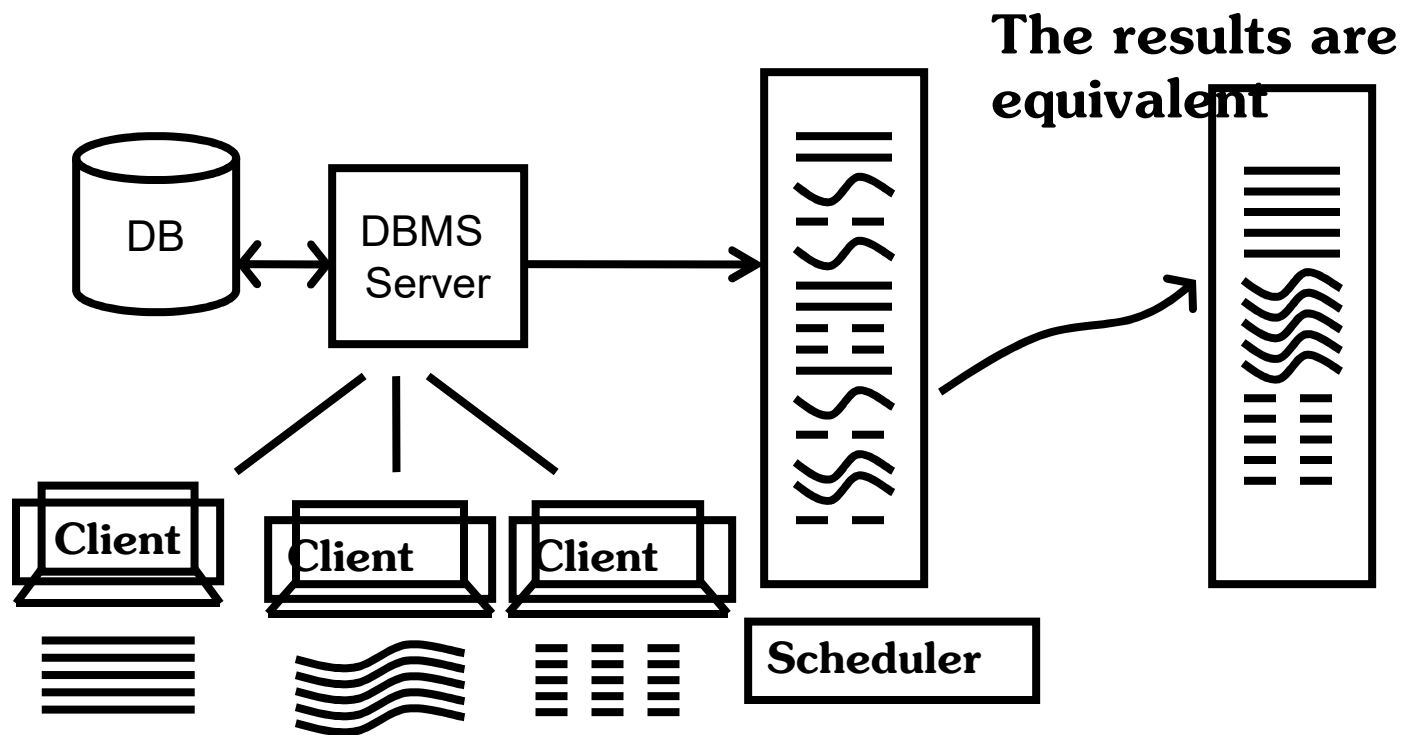 The results are
equivalent
DB
DBMS
Server
Client
Client
Client
Scheduler